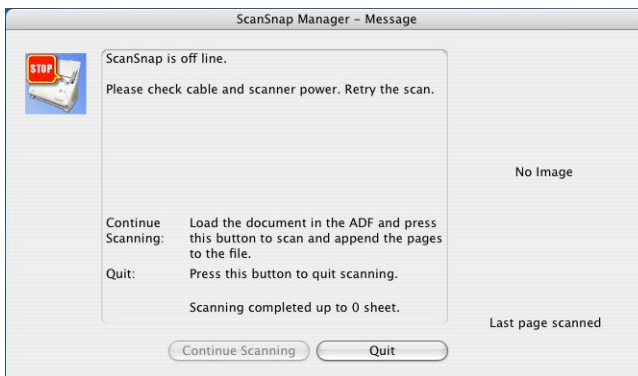 ScanSnap Manager – Message
STOP
ScanSnap is off line.
Please check cable and scanner power. Retry the scan.
No Image
Continue Scanning: Load the document in the ADF and press
this button to scan and append the pages
to the file.
Quit: Press this button to quit scanning.
Scanning completed up to 0 sheet.
Last page scanned
Continue Scanning Quit